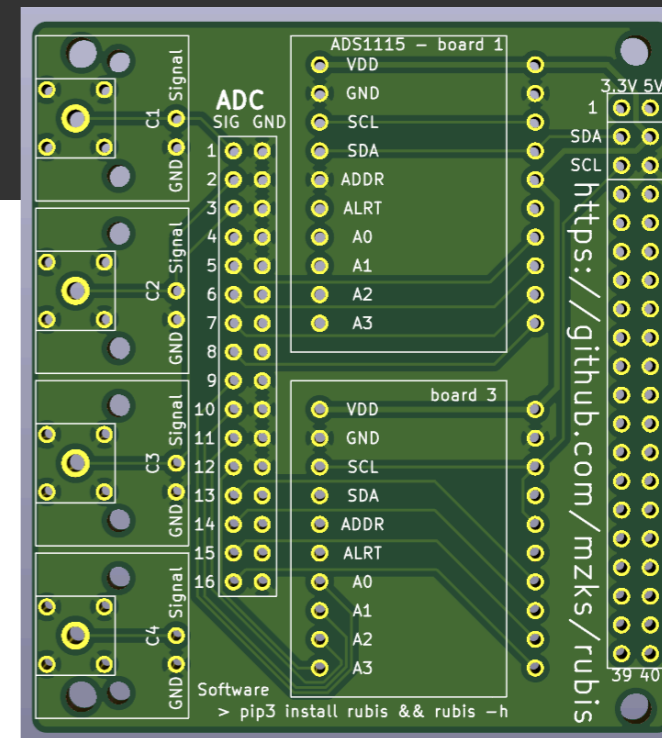 Signal
C1
GND
Signal
C2
GND
Signal
C3
GND
Signal
C4
GND
ADC
SIG GND
1
2
3
4
5
6
7
8
9
10
11
12
13
14
15
16
ADS1115 – board 1
VDD
GND
SCL
SDA
ADDR
ALRT
A0
A1
A2
A3
board 3
VDD
GND
SCL
SDA
ADDR
ALRT
A0
A1
A2
A3
3.3V 5V
1
SDA
SCL
39 40
https://github.com/mzks/rubis
Software
> pip3 install rubis && rubis –h